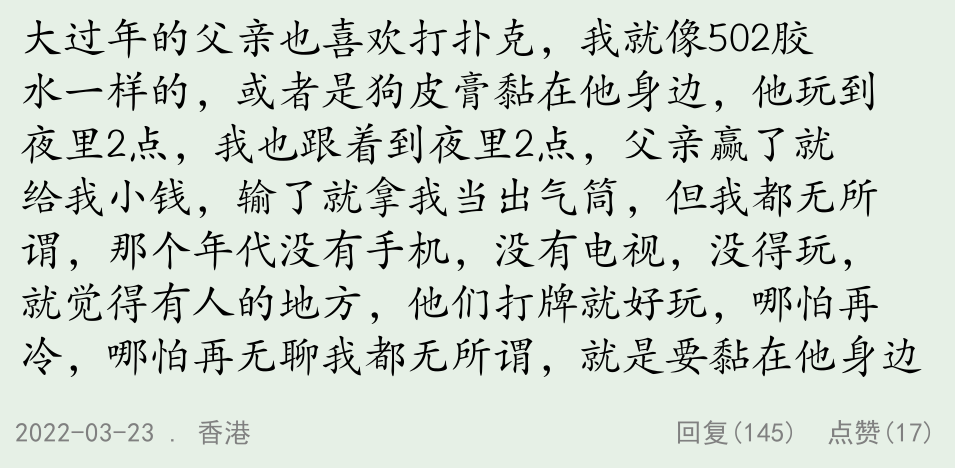 大过年的父亲也喜欢打扑克，我就像502胶
水一样的，或者是狗皮膏黏在他身边，他玩到
夜里2点，我也跟着到夜里2点，父亲赢了就
给我小钱，输了就拿我当出气筒，但我都无所
谓，那个年代没有手机，没有电视，没得玩，
就觉得有人的地方，他们打牌就好玩，哪怕再
冷，哪怕再无聊我都无所谓，就是要黏在他身边
2022-03-23 . 香港 回复(145) 点赞(17)